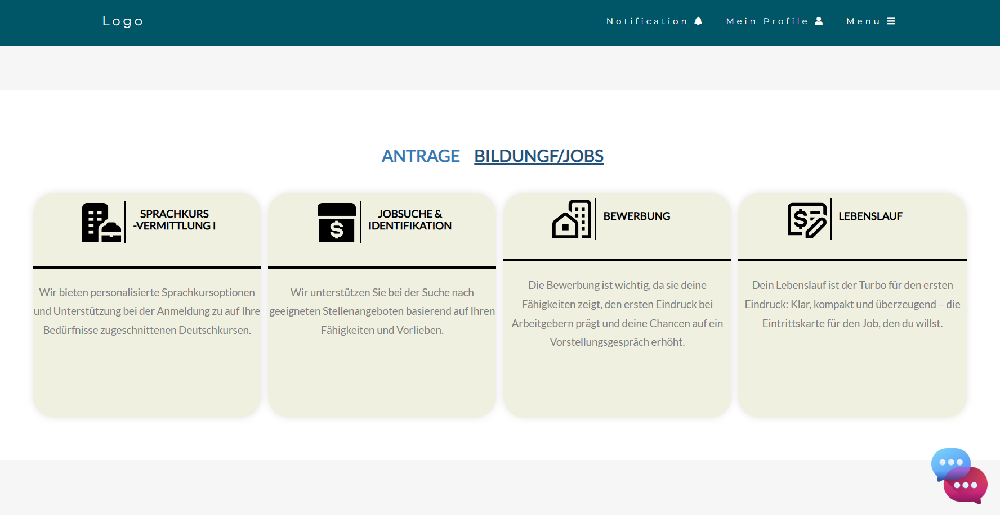 Logo
Notification
Mein Profile
Menu
ANTRAGE BILDUNGF/JOBS
SPRACHKURS
-VERMITTLUNG I
Wir bieten personalisierte Sprachkursoptionen
und Unterstützung bei der Anmeldung zu auf Ihre
Bedürfnisse zugeschnittenen Deutschkursen.
JOBSUCHE &
IDENTIFIKATION
Wir unterstützen Sie bei der Suche nach
geeigneten Stellenangeboten basierend auf Ihren
Fähigkeiten und Vorlieben.
BEWERBUNG
Die Bewerbung ist wichtig, da sie deine
Fähigkeiten zeigt, den ersten Eindruck bei
Arbeitgebern prägt und deine Chancen auf ein
Vorstellungsgespräch erhöht.
LEBENSLAUF
Dein Lebenslauf ist der Turbo für den ersten
Eindruck: Klar, kompakt und überzeugend – die
Eintrittskarte für den Job, den du willst.